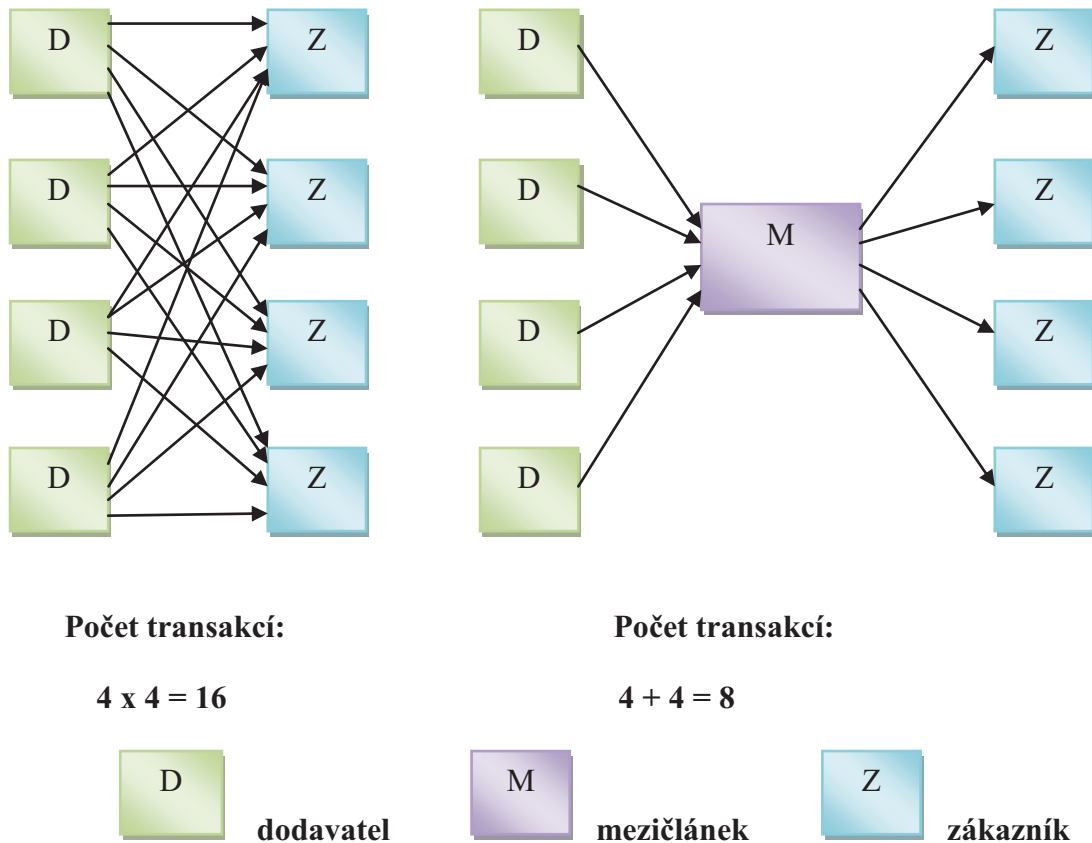 D Z D Z
D Z D Z
M
D Z D Z
D Z D Z
Počet transakcí: Počet transakcí:
4 x 4 = 16 4 + 4 = 8
D M Z
dodavatel mezičlánek zákazník